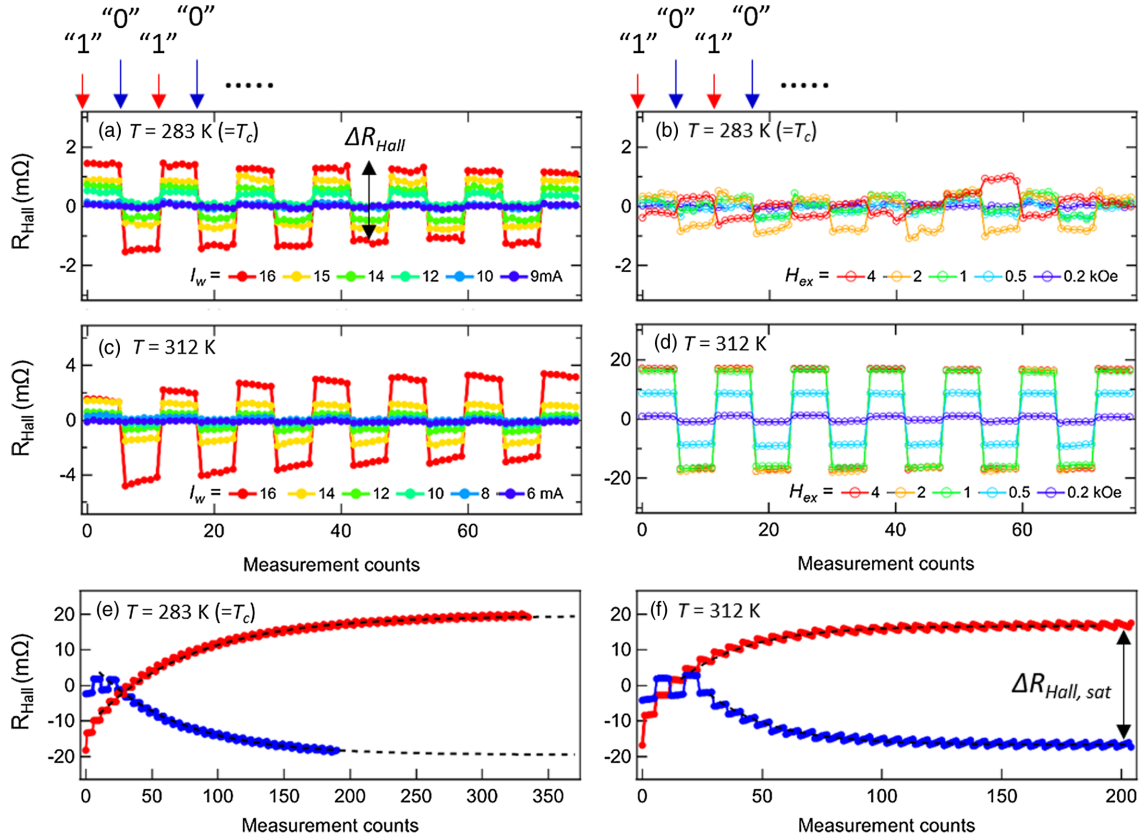 "0" "0"
"1" "1"
.....
"0" "0"
"1" "1"
.....
(a) T = 283 K (=Tc)
ΔRHall
RHall (mΩ)
2
0
-2
Iw = 16 15 14 12 10 9mA
(b) T = 283 K (=Tc)
2
0
-2
Hex = 4 2 1 0.5 0.2 kOe
(c) T = 312 K
RHall (mΩ)
4
0
-4
Iw = 16 14 12 10 8 6 mA
0 20 40 60
Measurement counts
(d) T = 312 K
20
0
-20
Hex = 4 2 1 0.5 0.2 kOe
0 20 40 60
Measurement counts
(e) T = 283 K (=Tc)
RHall (mΩ)
20
10
0
-10
-20
0 50 100 150 200 250 300 350
Measurement counts
(f) T = 312 K
20
10
0
-10
-20
ΔRHall, sat
0 50 100 150 200
Measurement counts